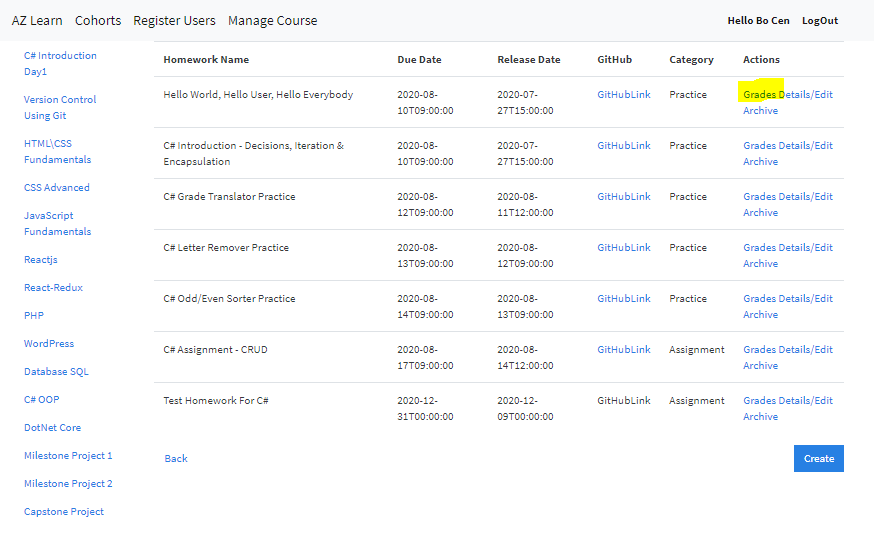 AZ Learn Cohorts Register Users Manage Course Hello Bo Cen LogOut
C# Introduction
Day1
Version Control
Using Git
HTML\CSS
Fundamentals
CSS Advanced
JavaScript
Fundamentals
Reactjs
React-Redux
PHP
WordPress
Database SQL
C# OOP
DotNet Core
Milestone Project 1
Milestone Project 2
Capstone Project
Homework Name Due Date Release Date GitHub Category Actions
Hello World, Hello User, Hello Everybody 2020-08- 2020-07- GitHubLink Practice Grades Details/Edit
10T09:00:00 27T15:00:00 Archive
C# Introduction - Decisions, Iteration & 2020-08- 2020-07- GitHubLink Practice Grades Details/Edit
Encapsulation 10T09:00:00 27T15:00:00 Archive
C# Grade Translator Practice 2020-08- 2020-08- GitHubLink Practice Grades Details/Edit
12T09:00:00 11T12:00:00 Archive
C# Letter Remover Practice 2020-08- 2020-08- GitHubLink Practice Grades Details/Edit
13T09:00:00 12T09:00:00 Archive
C# Odd/Even Sorter Practice 2020-08- 2020-08- GitHubLink Practice Grades Details/Edit
14T09:00:00 13T09:00:00 Archive
C# Assignment - CRUD 2020-08- 2020-08- GitHubLink Assignment Grades Details/Edit
17T09:00:00 14T12:00:00 Archive
Test Homework For C# 2020-12- 2020-12- GitHubLink Assignment Grades Details/Edit
31T00:00:00 09T00:00:00 Archive
Back Create